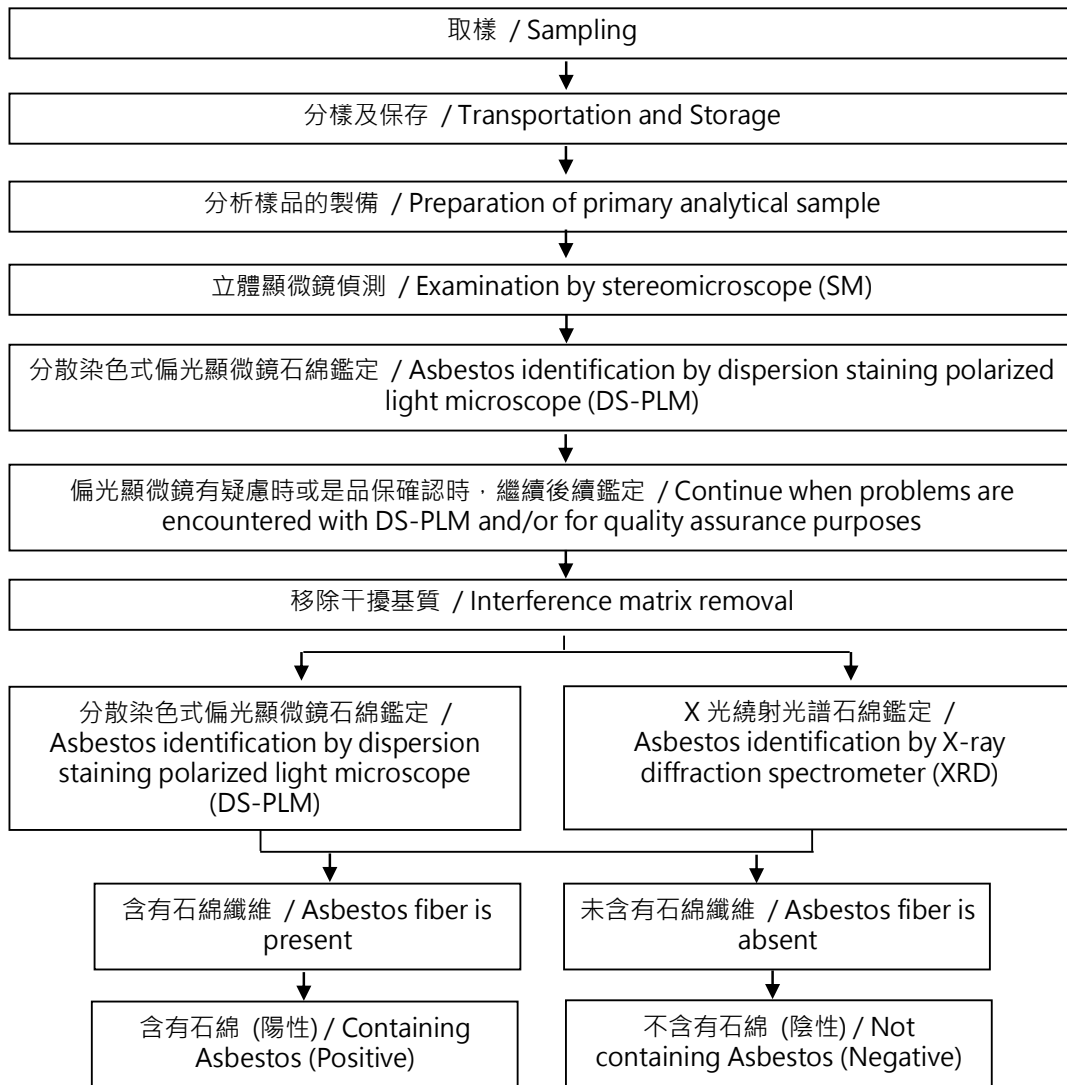 取樣 / Sampling
分樣及保存 / Transportation and Storage
分析樣品的製備 / Preparation of primary analytical sample
立體顯微鏡偵測 / Examination by stereomicroscope (SM)
分散染色式偏光顯微鏡石綿鑑定 / Asbestos identification by dispersion staining polarized
light microscope (DS-PLM)
偏光顯微鏡有疑慮時或是品保確認時，繼續後續鑑定 / Continue when problems are
encountered with DS-PLM and/or for quality assurance purposes
移除干擾基質 / Interference matrix removal
分散染色式偏光顯微鏡石綿鑑定 /
Asbestos identification by dispersion
staining polarized light microscope
(DS-PLM)
X 光繞射光譜石綿鑑定 /
Asbestos identification by X-ray
diffraction spectrometer (XRD)
含有石綿纖維 / Asbestos fiber is
present
未含有石綿纖維 / Asbestos fiber is
absent
含有石綿 (陽性) / Containing
Asbestos (Positive)
不含有石綿 (陰性) / Not
containing Asbestos (Negative)